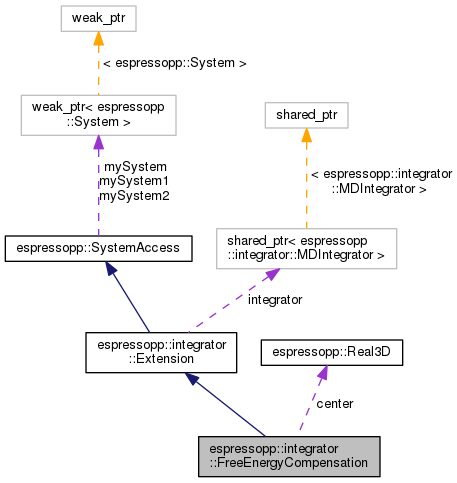 weak_ptr
< espressopp::System >
weak_ptr< espressopp
::System >
shared_ptr
mySystem
mySystem1
mySystem2
< espressopp::integrator
::MDIntegrator >
espressopp::SystemAccess
shared_ptr< espressopp
::integrator::MDIntegrator >
integrator
espressopp::integrator
::Extension
espressopp::Real3D
center
espressopp::integrator
::FreeEnergyCompensation